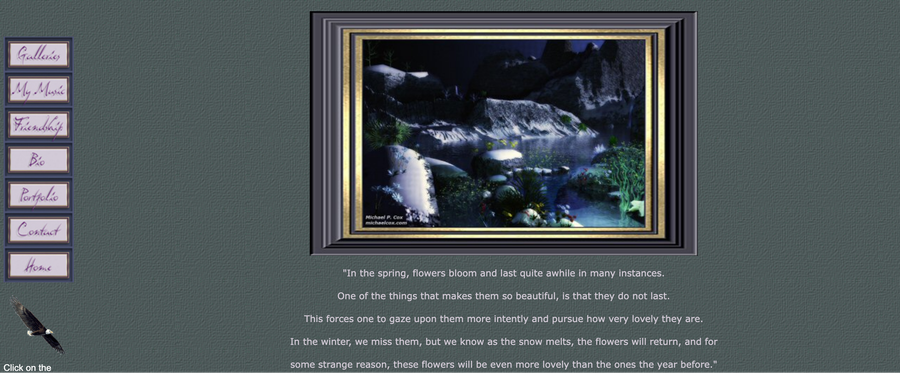 Galleries
My Music
Friendship
Bio
Portfolio
Contact
Home
Click on the
Michael P. Cox
michaelcox.com
"In the spring, flowers bloom and last quite awhile in many instances.
One of the things that makes them so beautiful, is that they do not last.
This forces one to gaze upon them more intently and pursue how very lovely they are.
In the winter, we miss them, but we know as the snow melts, the flowers will return, and for
some strange reason, these flowers will be even more lovely than the ones the year before."